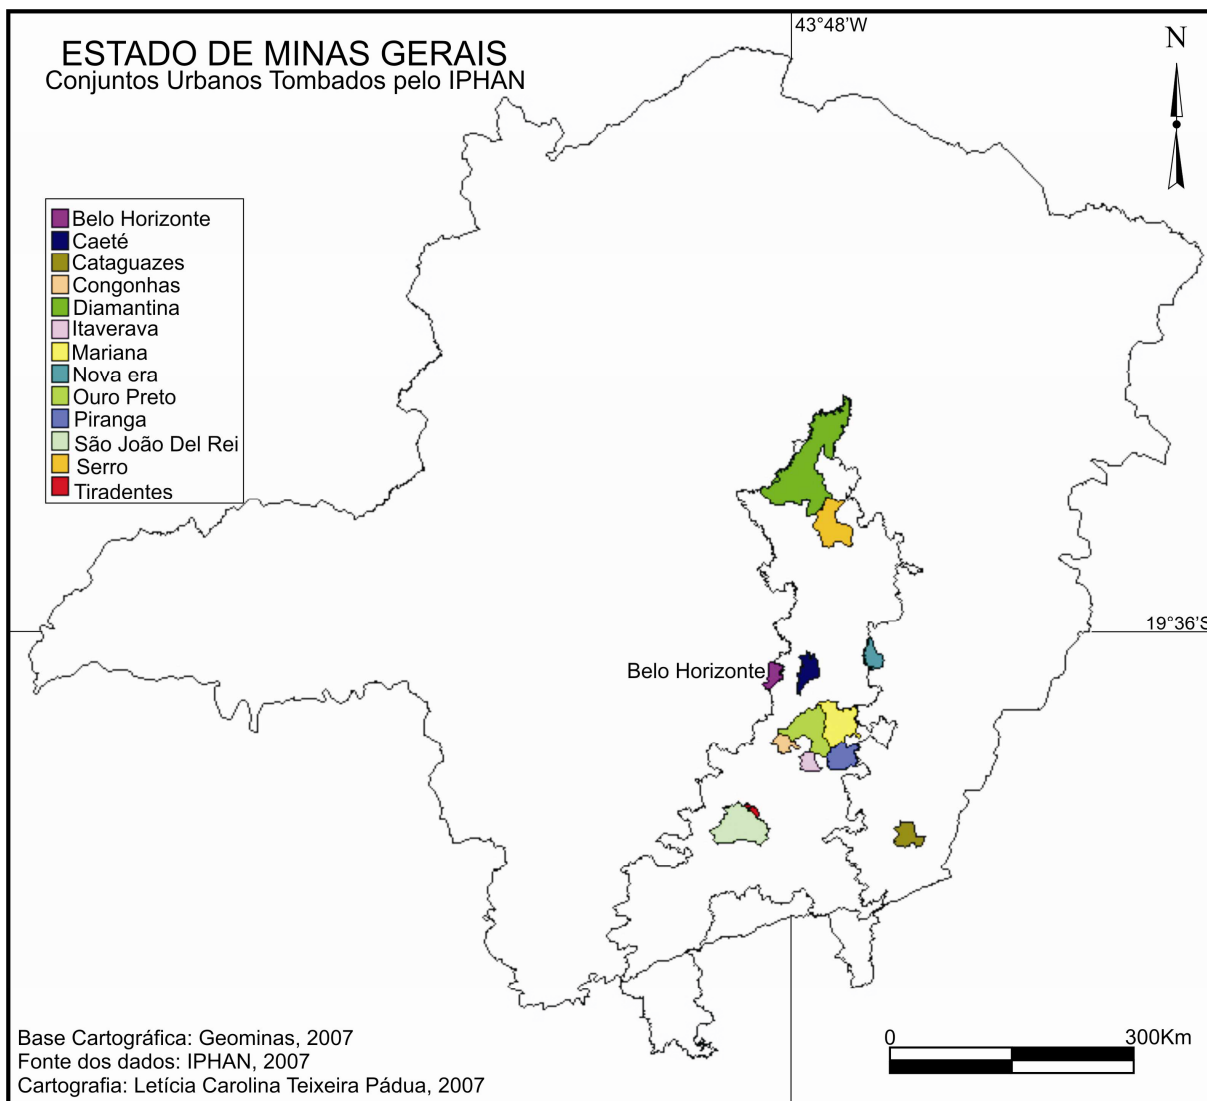 43°48'W
N
ESTADO DE MINAS GERAIS
Conjuntos Urbanos Tombados pelo IPHAN
Belo Horizonte
Caeté
Cataguazes
Congonhas
Diamantina
Itaverava
Mariana
Nova era
Ouro Preto
Piranga
São João Del Rei
Serro
Tiradentes
19°36'S
Belo Horizonte
Base Cartográfica: Geominas, 2007
Fonte dos dados: IPHAN, 2007
Cartografia: Letícia Carolina Teixeira Pádua, 2007
0 300Km